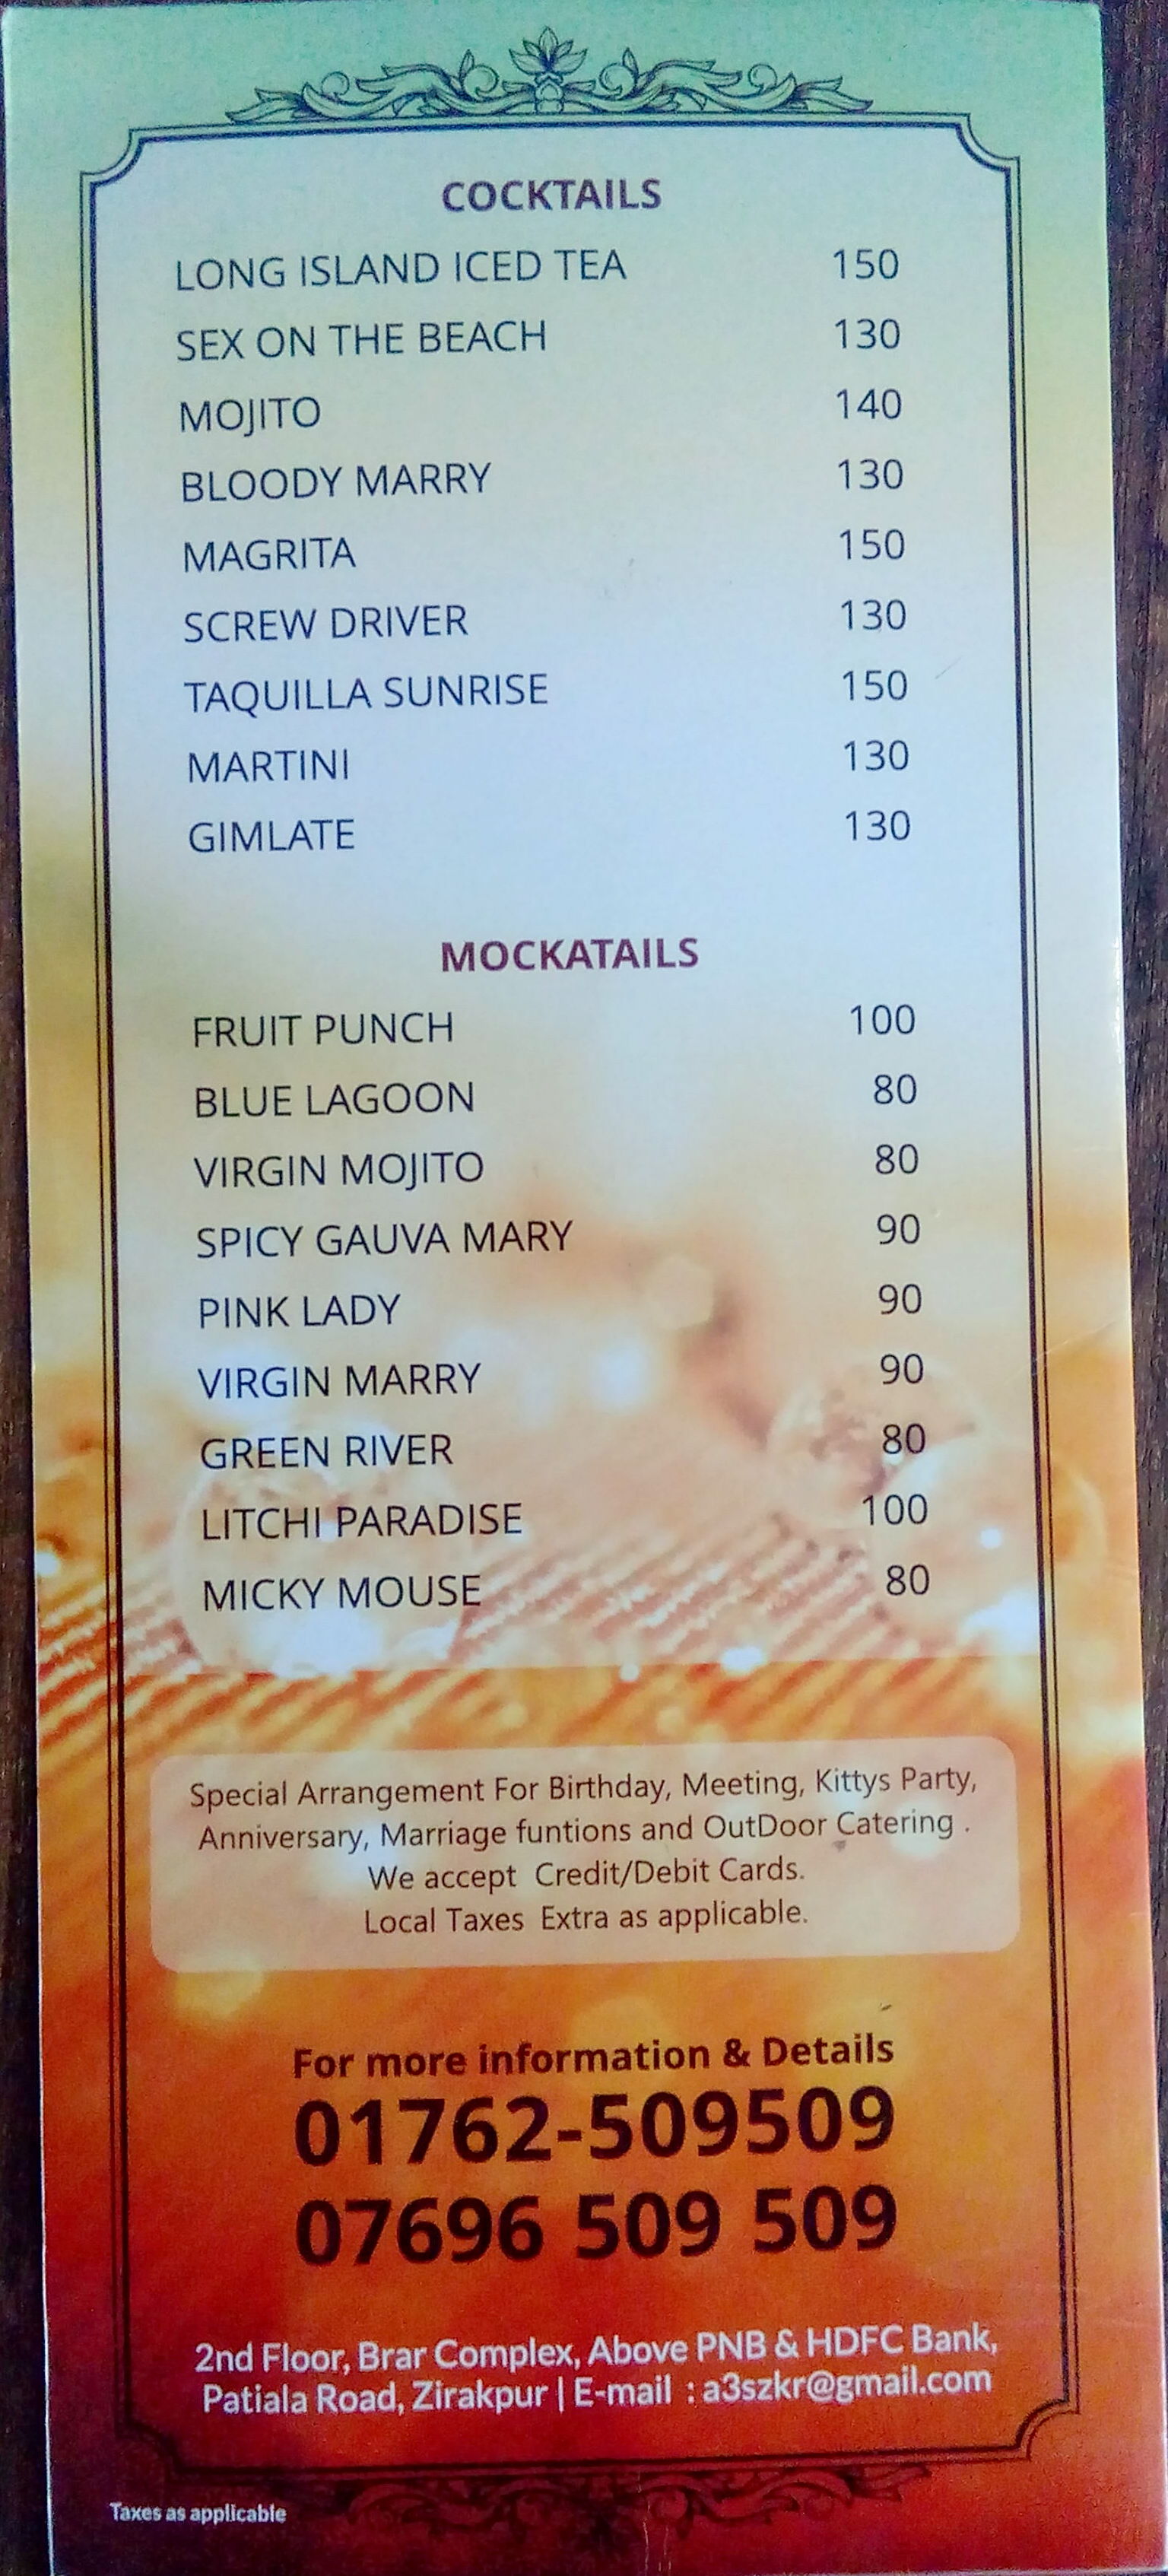 COCKTAILS
LONG ISLAND ICED TEA 150
SEX ON THE BEACH 130
MOJITO 140
BLOODY MARRY 130
MAGRITA 150
SCREW DRIVER 130
TAQUILLA SUNRISE 150
MARTINI 130
GIMLATE 130
MOCKATAILS
FRUIT PUNCH 100
BLUE LAGOON 80
VIRGIN MOJITO 80
SPICY GAUVA MARY 90
PINK LADY 90
VIRGIN MARRY 90
GREEN RIVER 80
LITCHI PARADISE 100
MICKY MOUSE 80
Special Arrangement For Birthday, Meeting, Kittys Party,
Anniversary, Marriage funtions and OutDoor Catering .
We accept Credit/Debit Cards.
Local Taxes Extra as applicable.
For more information & Details
01762-509509
07696 509 509
2nd Floor, Brar Complex, Above PNB & HDFC Bank,
Patiala Road, Zirakpur | E-mail : a3szkr@gmail.com
Taxes as applicable